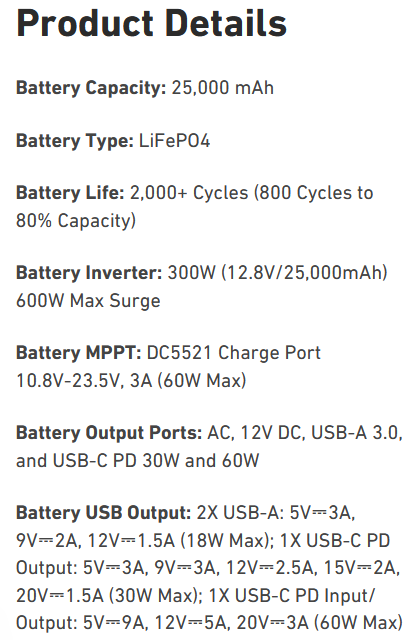 Product Details
Battery Capacity: 25,000 mAh
Battery Type: LiFePO4
Battery Life: 2,000+ Cycles (800 Cycles to
80% Capacity)
Battery Inverter: 300W (12.8V/25,000mAh)
600W Max Surge
Battery MPPT: DC5521 Charge Port
10.8V-23.5V, 3A (60W Max)
Battery Output Ports: AC, 12V DC, USB-A 3.0,
and USB-C PD 30W and 60W
Battery USB Output: 2X USB-A: 5V⎓3A,
9V⎓2A, 12V⎓1.5A (18W Max); 1X USB-C PD
Output: 5V⎓3A, 9V⎓3A, 12V⎓2.5A, 15V⎓2A,
20V⎓1.5A (30W Max); 1X USB-C PD Input/
Output: 5V⎓9A, 12V⎓5A, 20V⎓3A (60W Max)